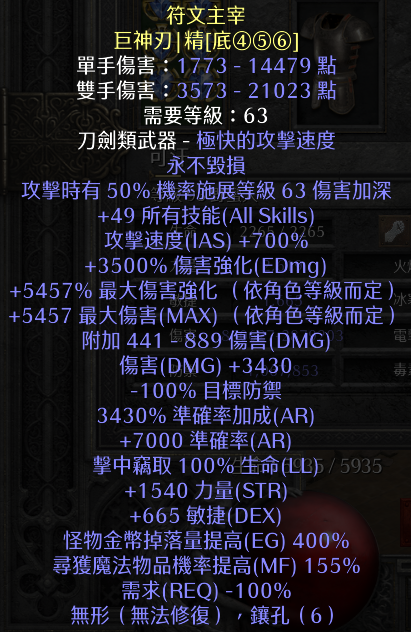 符文主宰
巨神刃|精[底④⑤⑥]
單手傷害：1773 - 14479 點
雙手傷害：3573 - 21023 點
需要等級：63
刀劍類武器 - 極快的攻擊速度
永不毀損
攻擊時有 50% 機率施展等級 63 傷害加深
+49 所有技能(All Skills)
攻擊速度(IAS) +700%
+3500% 傷害強化(EDmg)
+5457% 最大傷害強化 （依角色等級而定）
+5457 最大傷害(MAX) （依角色等級而定）
附加 441 - 889 傷害(DMG)
傷害(DMG) +3430
-100% 目標防禦
3430% 準確率加成(AR)
+7000 準確率(AR)
擊中竊取 100% 生命(LL)
+1540 力量(STR)
+665 敏捷(DEX)
怪物金幣掉落量提高(EG) 400%
尋獲魔法物品機率提高(MF) 155%
需求(REQ) -100%
無形（無法修復），鑲孔（6）
2265 / 2265
/ 5935